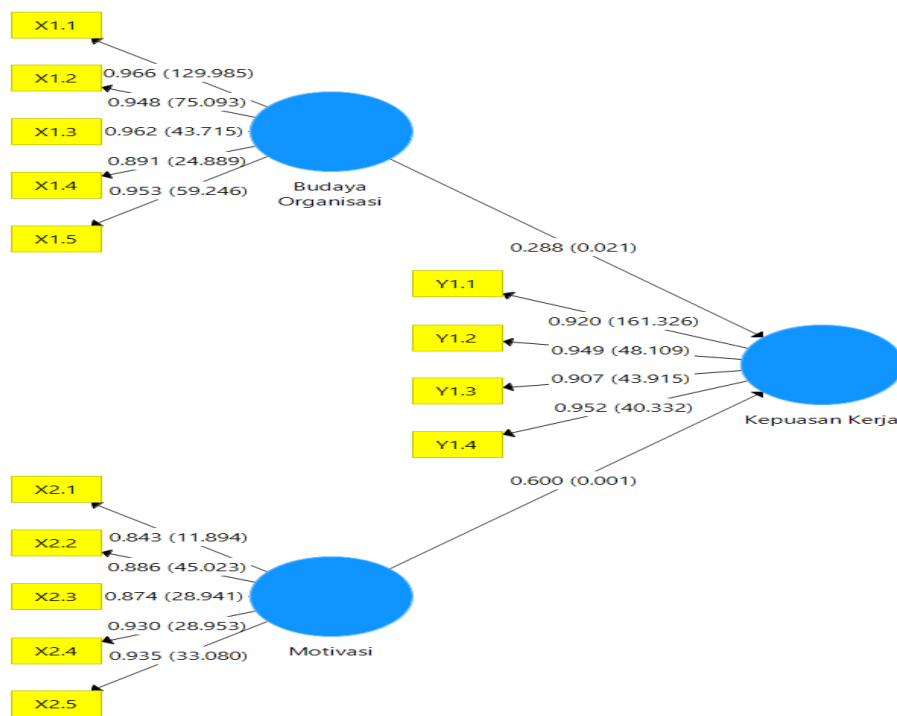 X1.1
0.966 (129.985)
X1.2
0.948 (75.093)
X1.3
0.962 (43.715)
0.891 (24.889)
X1.4
0.953 (59.246)
X1.5
Budaya
Organisasi
0.288 (0.021)
Y1.1
0.920 (161.326)
Y1.2
0.949 (48.109)
Y1.3
0.907 (43.915)
0.952 (40.332)
Y1.4
Kepuasan Kerja
0.600 (0.001)
X2.1
0.843 (11.894)
X2.2
0.886 (45.023)
X2.3
0.874 (28.941)
0.930 (28.953)
X2.4
0.935 (33.080)
X2.5
Motivasi